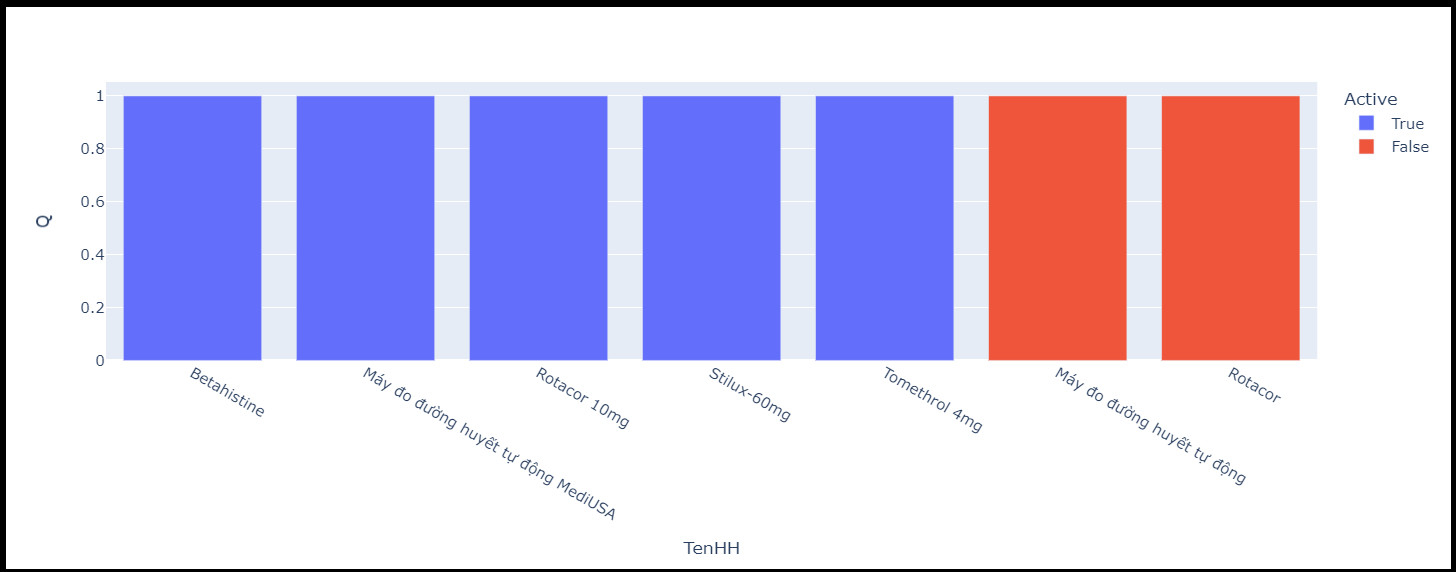 Active
True
False
1
0.8
0.6
0.4
0.2
0
Q
Betahistine
Máy đo đường huyết tự động MediUSA
Rotacor 10mg
Stilux-60mg
Tomethrol 4mg
Máy đo đường huyết tự động
Rotacor
TenHH